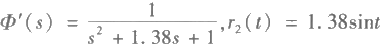 Φ′(s) = 1/(s² + 1.38s + 1), r₂(t) = 1.38sint